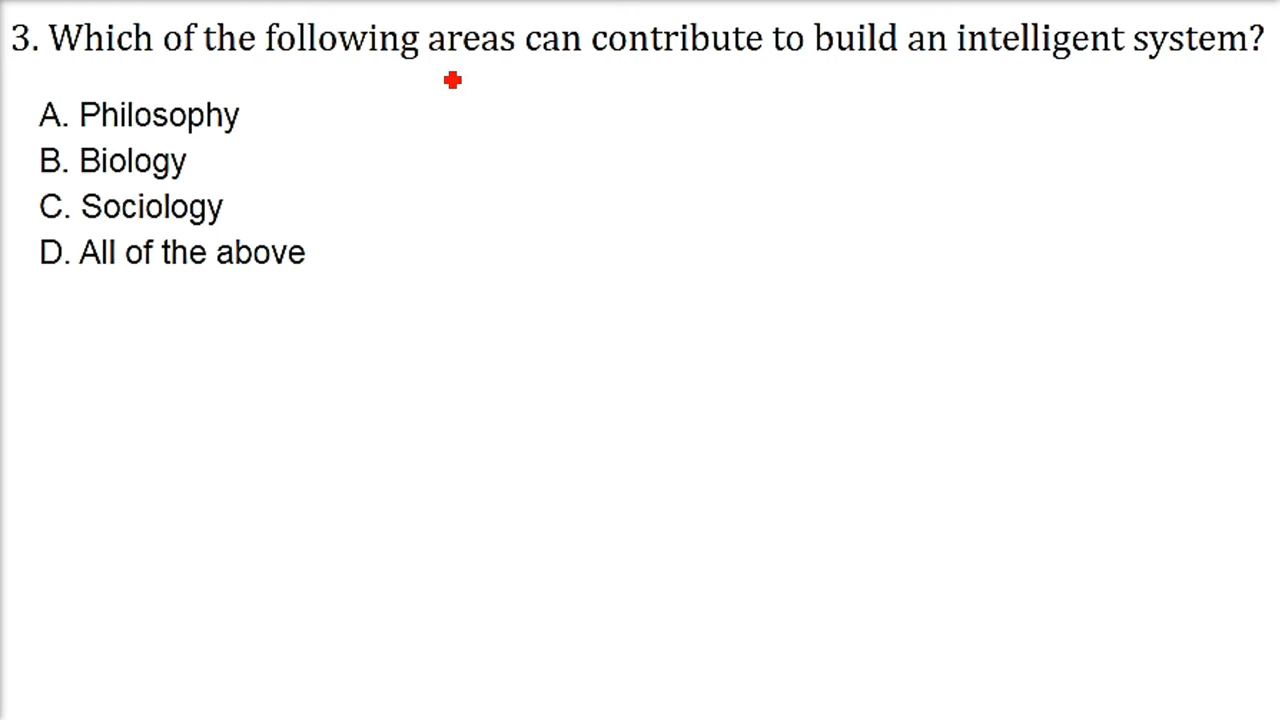 3. Which of the following areas can contribute to build an intelligent system?
A. Philosophy
B. Biology
C. Sociology
D. All of the above